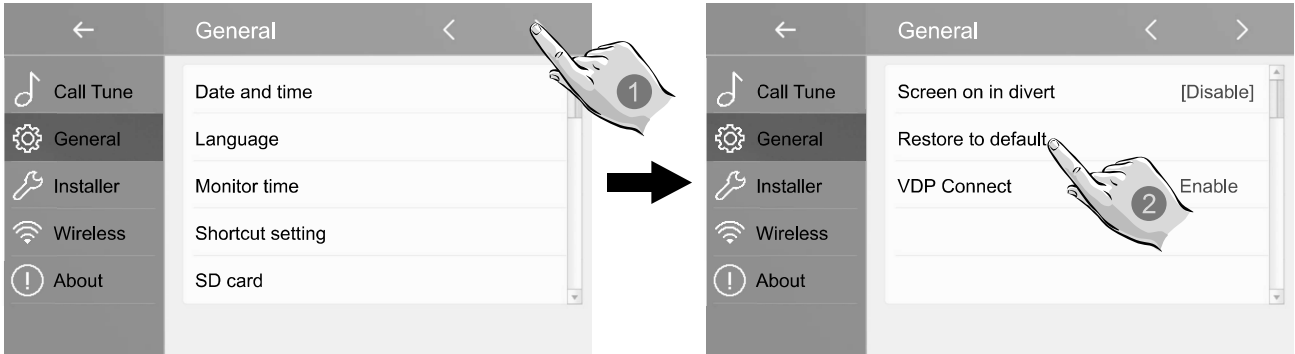 General
Call Tune
General
Installer
Wireless
About
Date and time
Language
Monitor time
Shortcut setting
SD card
1
General
Call Tune
General
Installer
Wireless
About
Screen on in divert [Disable]
Restore to default
VDP Connect Enable
2